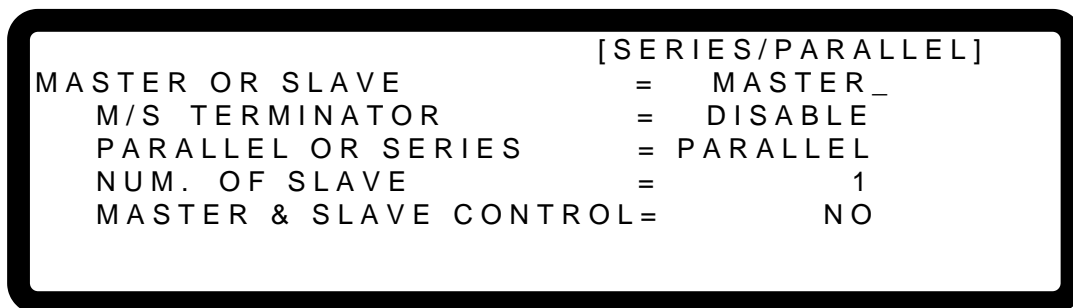 [SERIES/PARALLEL]
MASTER OR SLAVE = MASTER_
M/S TERMINATOR = DISABLE
PARALLEL OR SERIES = PARALLEL
NUM. OF SLAVE = 1
MASTER & SLAVE CONTROL= NO